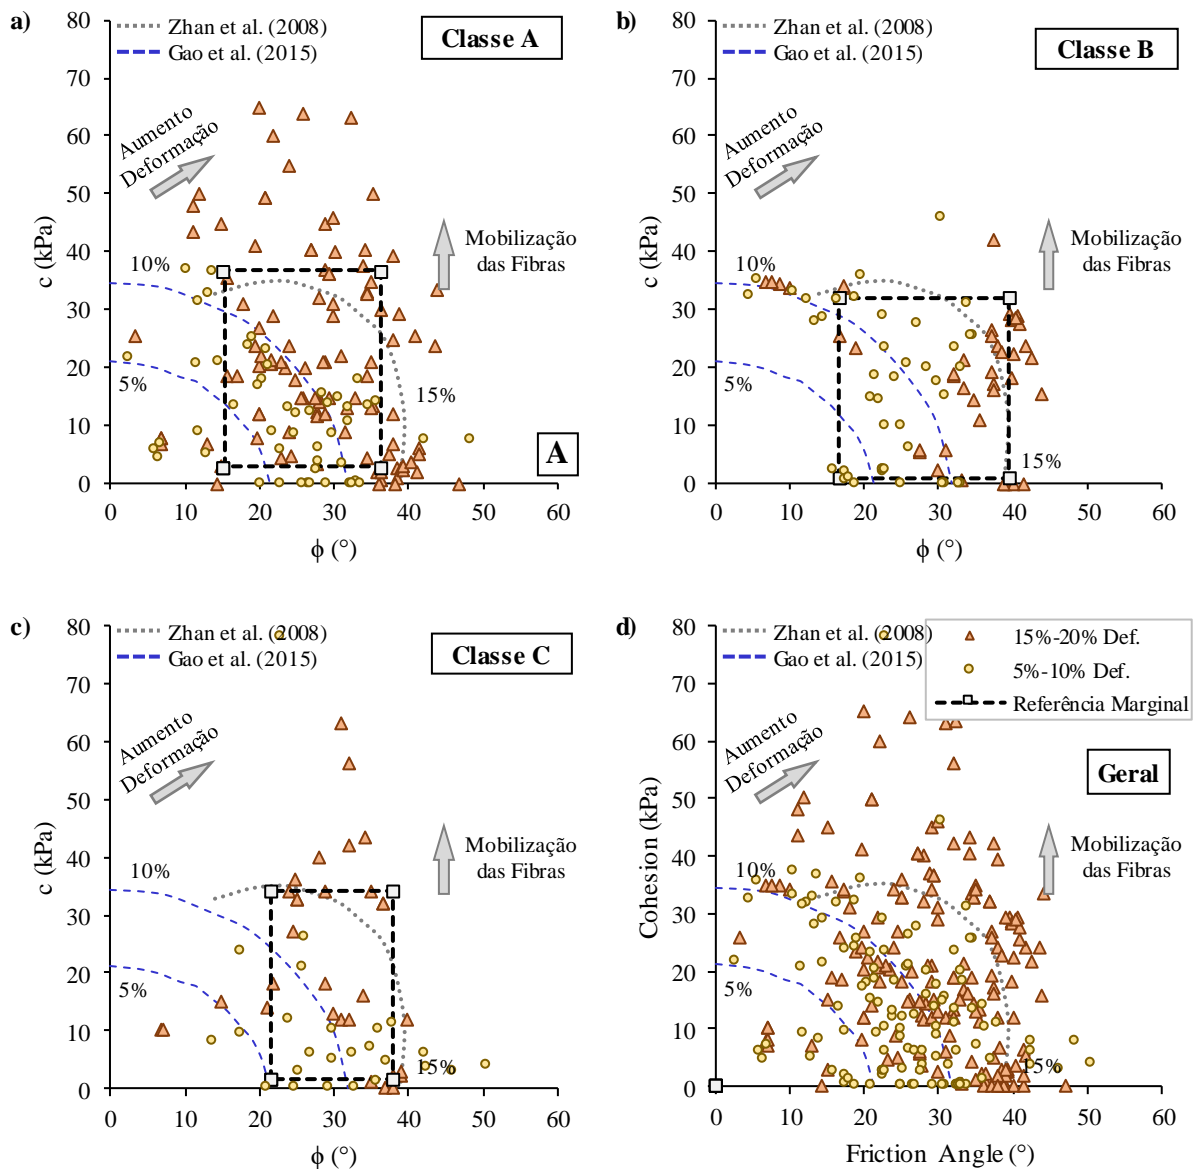 a)
Zhan et al. (2008)
Gao et al. (2015)
Classe A
80
70
60
50
40
30
20
10
0
c (kPa)
Aumento
Deformação
Mobilização
das Fibras
10%
5%
15%
A
0 10 20 30 40 50 60
ϕ (°)
b)
Zhan et al. (2008)
Gao et al. (2015)
Classe B
80
70
60
50
40
30
20
10
0
c (kPa)
Aumento
Deformação
Mobilização
das Fibras
10%
5%
15%
0 10 20 30 40 50 60
ϕ (°)
c)
Zhan et al. (2008)
Gao et al. (2015)
Classe C
80
70
60
50
40
30
20
10
0
c (kPa)
Aumento
Deformação
Mobilização
das Fibras
10%
5%
15%
0 10 20 30 40 50 60
ϕ (°)
d)
Zhan et al. (2008)
Gao et al. (2015)
15%-20% Def.
5%-10% Def.
Referência Marginal
Geral
80
70
60
50
40
30
20
10
0
Cohesion (kPa)
Aumento
Deformação
Mobilização
das Fibras
10%
5%
15%
0 10 20 30 40 50 60
Friction Angle (°)